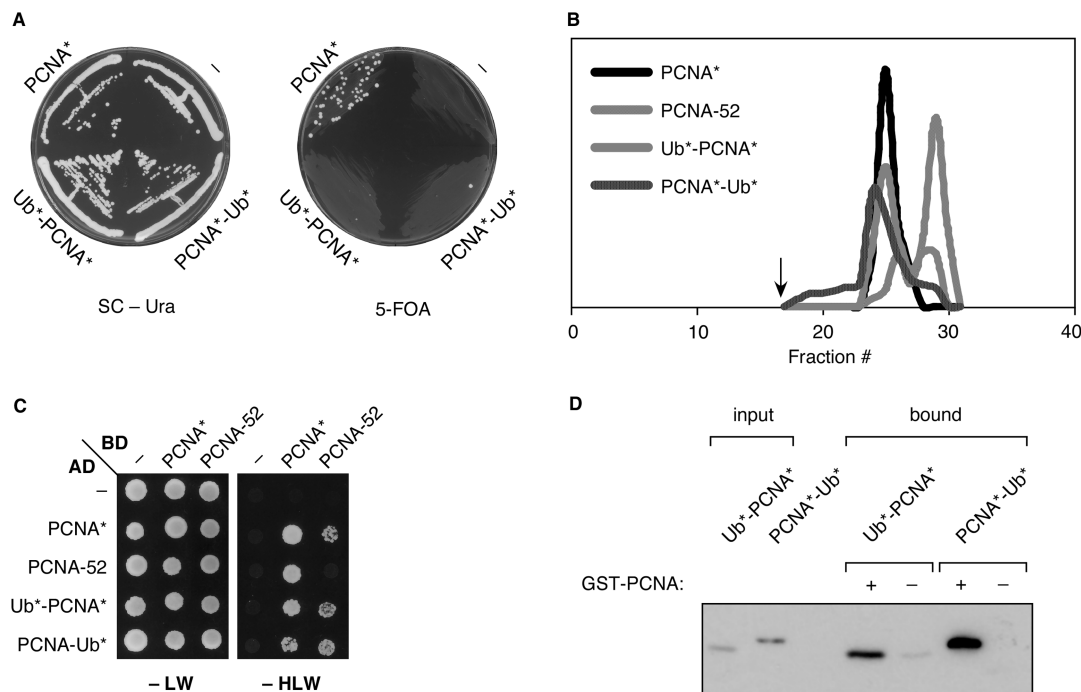 A
PCNA*
–
Ub*-PCNA*
PCNA*-Ub*
SC – Ura
PCNA*
–
Ub*-PCNA*
PCNA*-Ub*
5-FOA
B
PCNA*
PCNA-52
Ub*-PCNA*
PCNA*-Ub*
0 10 20 30 40
Fraction #
C
BD
AD
– PCNA* PCNA-52
– PCNA* PCNA-52
–
PCNA*
PCNA-52
Ub*-PCNA*
PCNA-Ub*
– LW
– HLW
D
input bound
Ub*-PCNA* PCNA*-Ub* Ub*-PCNA* PCNA*-Ub*
GST-PCNA: + – + –